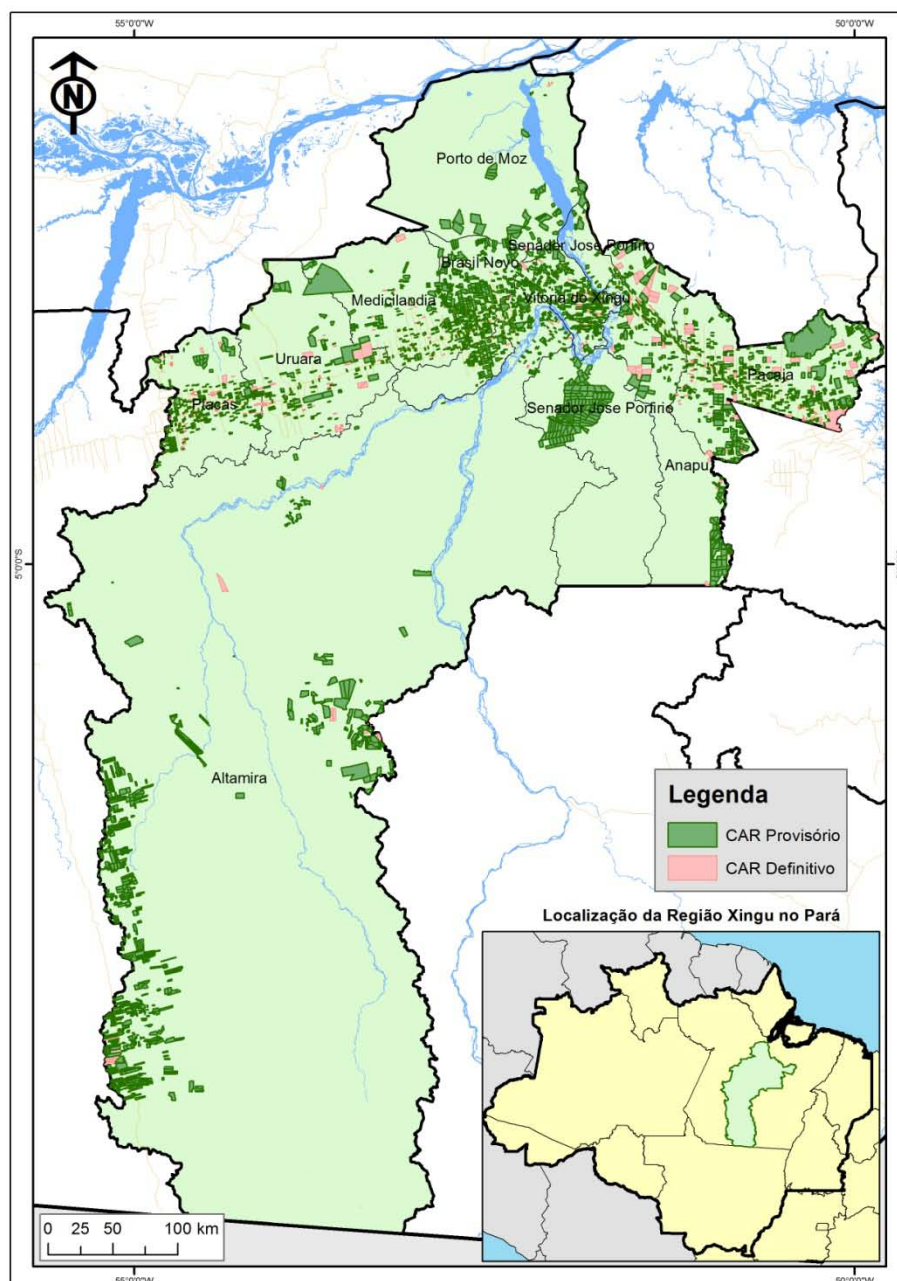 55°0'0"W
50°0'0"W
N
Porto de Moz
Senador Jose Porfirio
Brasil Novo
Vitoria do Xingu
Medicilandia
Uruara
Pacaja
Placas
Senador Jose Porfirio
Anapu
5°0'0"S
Altamira
Legenda
CAR Provisório
CAR Definitivo
Localização da Região Xingu no Pará
0 25 50 100 km
55°0'0"W
50°0'0"W